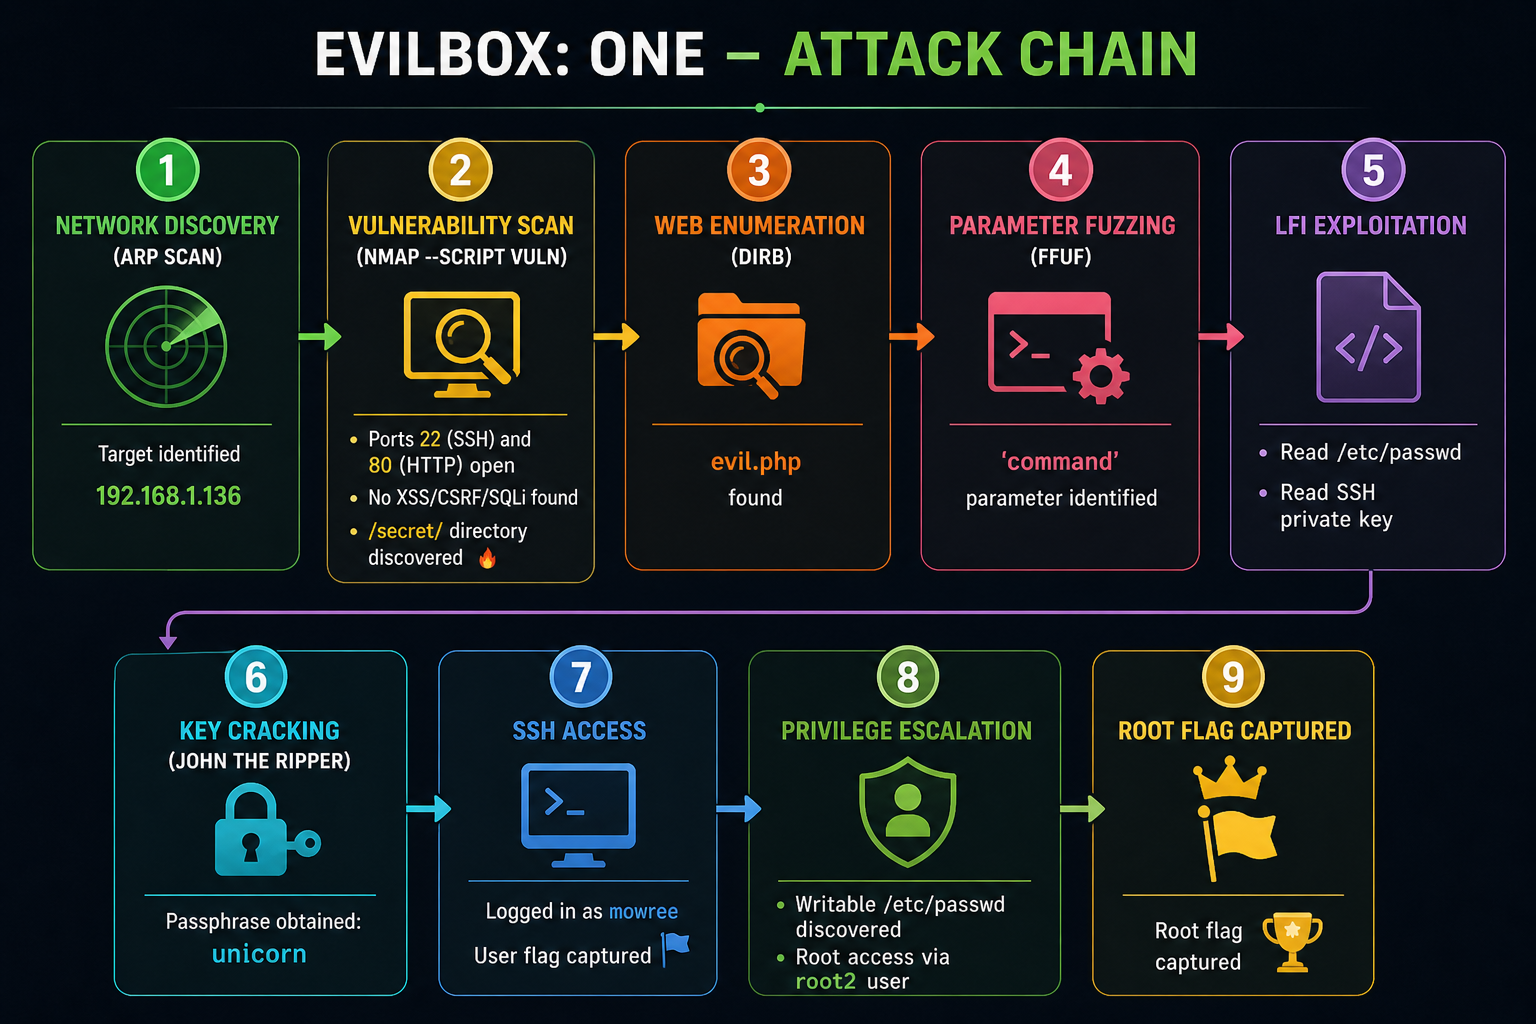 EVILBOX: ONE – ATTACK CHAIN
1
NETWORK DISCOVERY
(ARP SCAN)
Target identified
192.168.1.136
2
VULNERABILITY SCAN
(NMAP --SCRIPT VULN)
• Ports 22 (SSH) and
80 (HTTP) open
• No XSS/CSRF/SQLi found
• /secret/ directory
discovered 🔥
3
WEB ENUMERATION
(DIRB)
evil.php
found
4
PARAMETER FUZZING
(FFUF)
>_
'command'
parameter identified
5
LFI EXPLOITATION
</>
• Read /etc/passwd
• Read SSH
private key
6
KEY CRACKING
(JOHN THE RIPPER)
Passphrase obtained:
unicorn
7
SSH ACCESS
>_
Logged in as mowree
User flag captured
8
PRIVILEGE ESCALATION
• Writable /etc/passwd
discovered
• Root access via
root2 user
9
ROOT FLAG CAPTURED
Root flag
captured